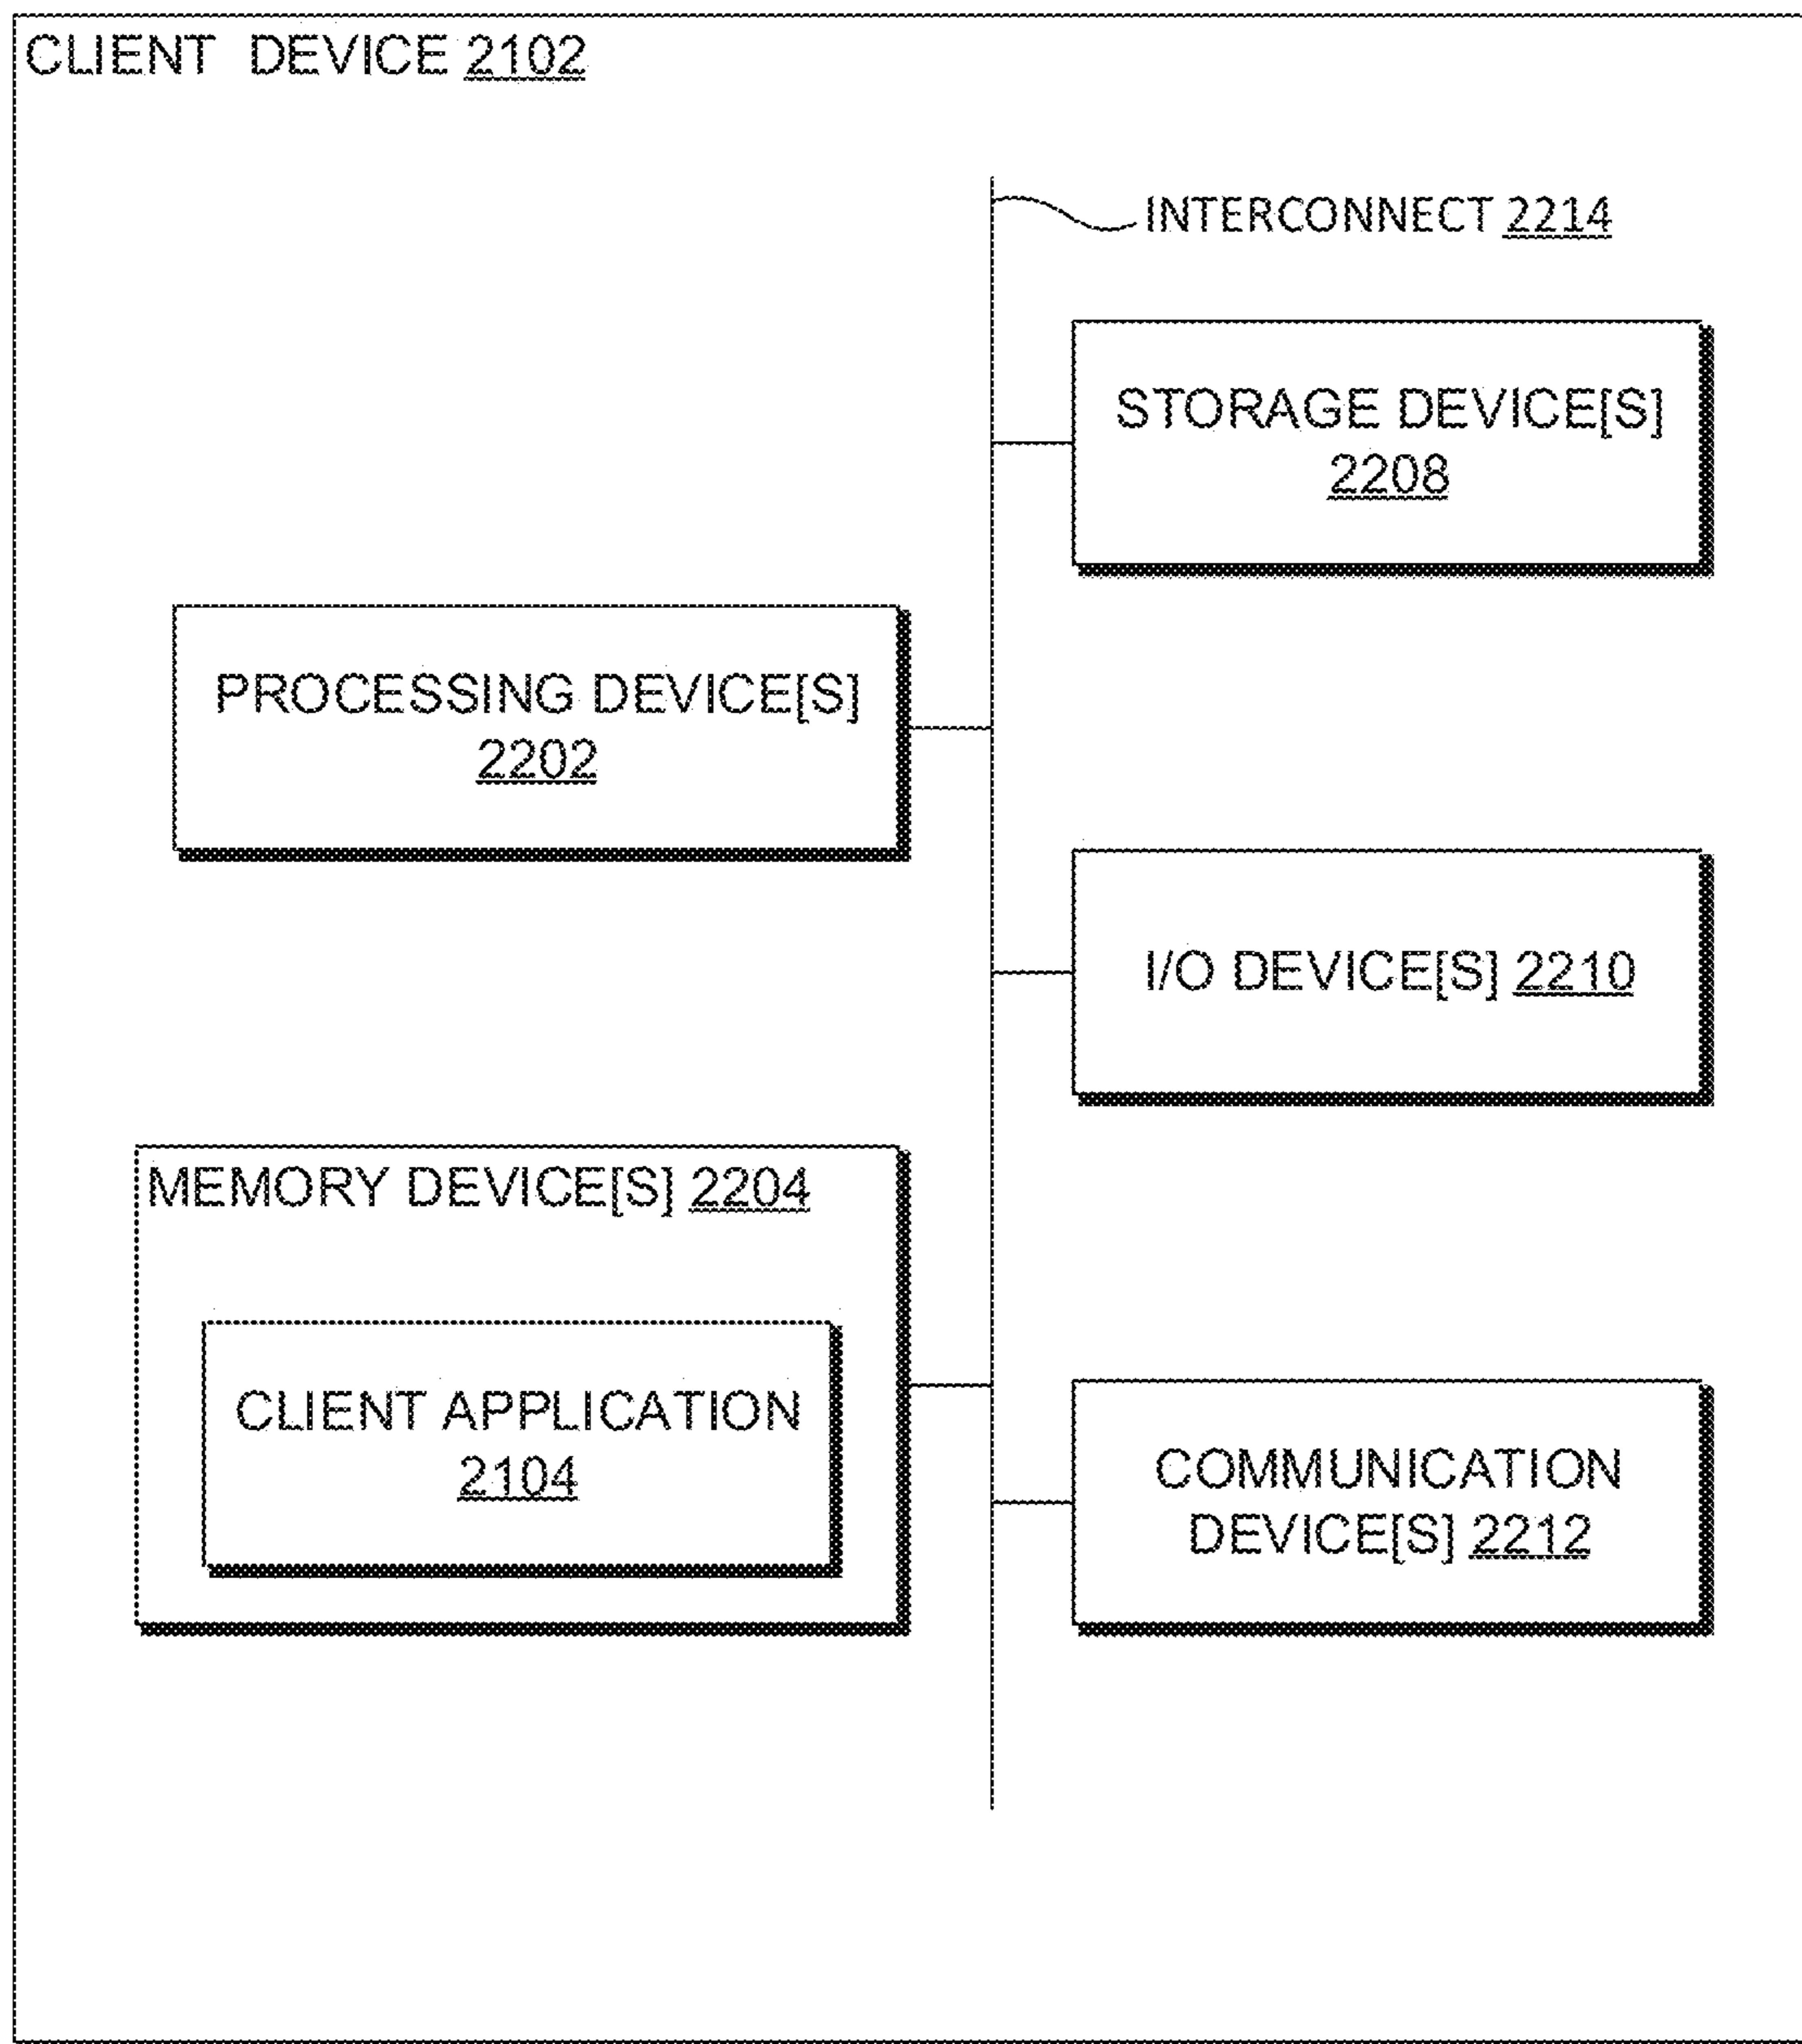 CLIENT DEVICE 2102
INTERCONNECT 2214
STORAGE DEVICE[S]
2208
PROCESSING DEVICE[S]
2202
I/O DEVICE[S] 2210
MEMORY DEVICE[S] 2204
CLIENT APPLICATION
2104
COMMUNICATION
DEVICE[S] 2212